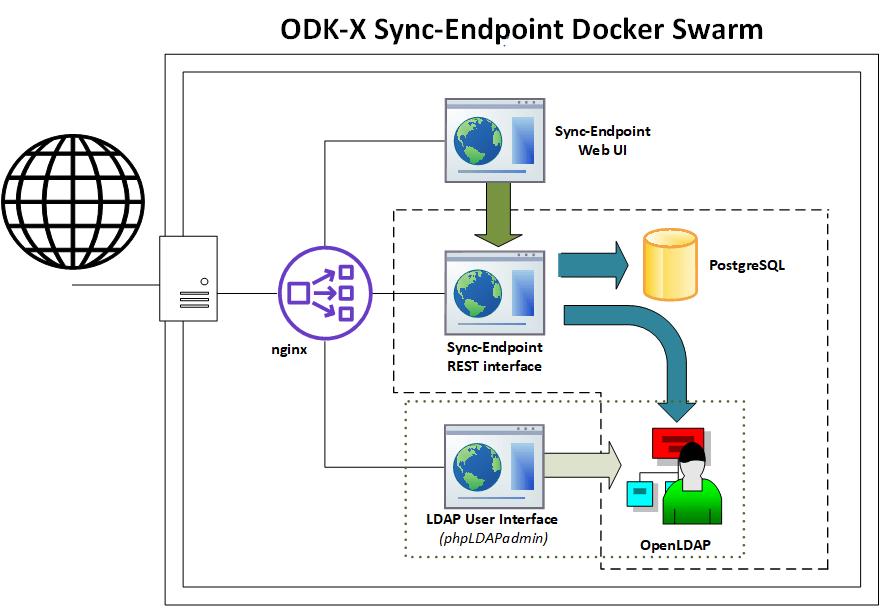 ODK-X Sync-Endpoint Docker Swarm
Sync-Endpoint
Web UI
PostgreSQL
nginx
Sync-Endpoint
REST interface
LDAP User Interface
(phpLDAPadmin)
OpenLDAP